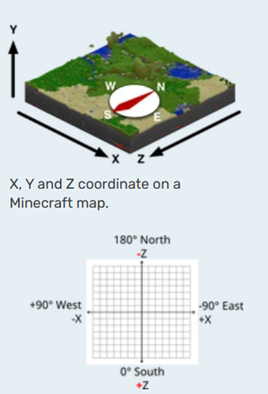 Y
W N
S E
X Z
X, Y and Z coordinate on a
Minecraft map.
180° North
-Z
+90° West -90° East
-X +X
0° South
+Z